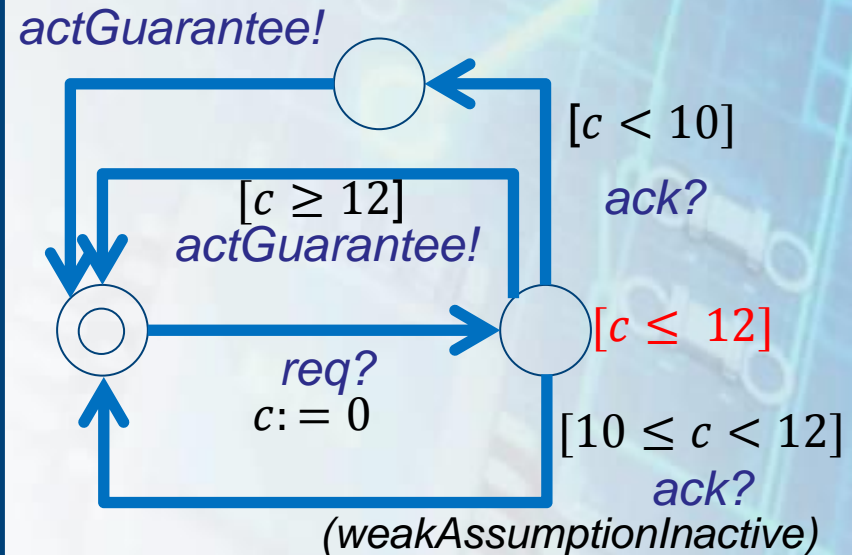 actGuarantee!
[c < 10]
ack?
[c ≥ 12]
actGuarantee!
[c ≤ 12]
req?
c: = 0
[10 ≤ c < 12]
ack?
(weakAssumptionInactive)